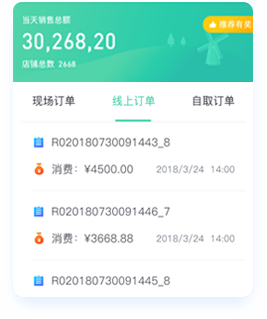 当天销售总额
推荐有奖
30,268,20
店铺总数 2668
现场订单 线上订单 自取订单
R020180730091443_8
消费: ¥4500.00 2018/3/24 14:00
R020180730091446_7
消费: ¥3668.88 2018/3/24 14:00
R020180730091445_8